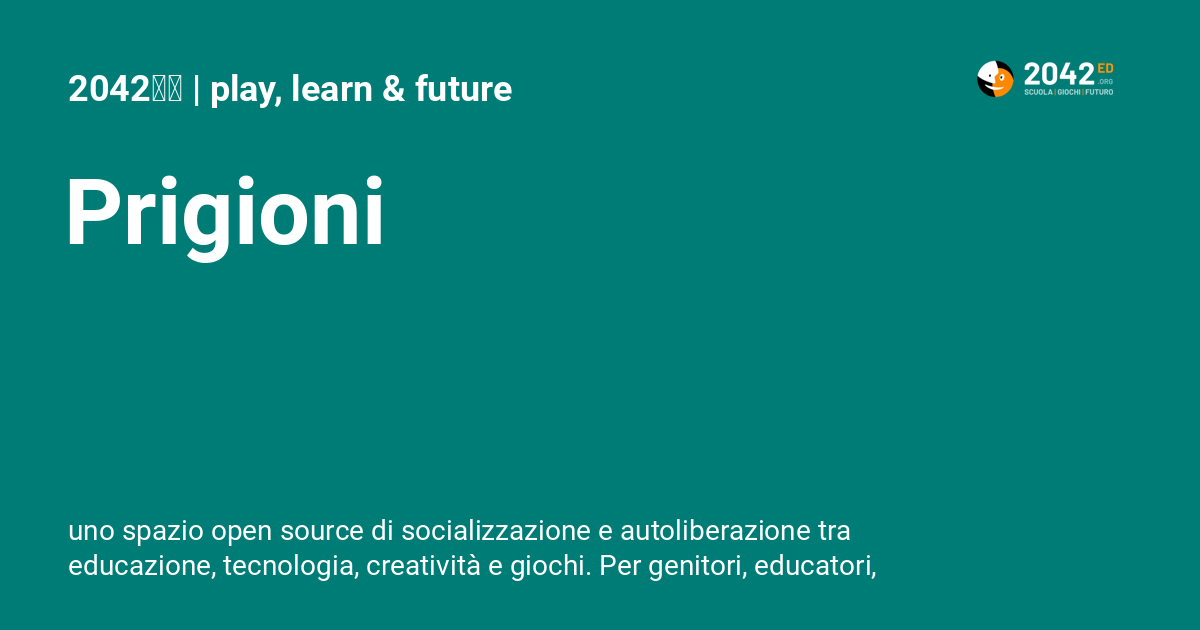 2042 | play, learn & future
2042 ED
.ORG
SCUOLA | GIOCHI | FUTURO
Prigioni
uno spazio open source di socializzazione e autoliberazione tra
educazione, tecnologia, creatività e giochi. Per genitori, educatori,